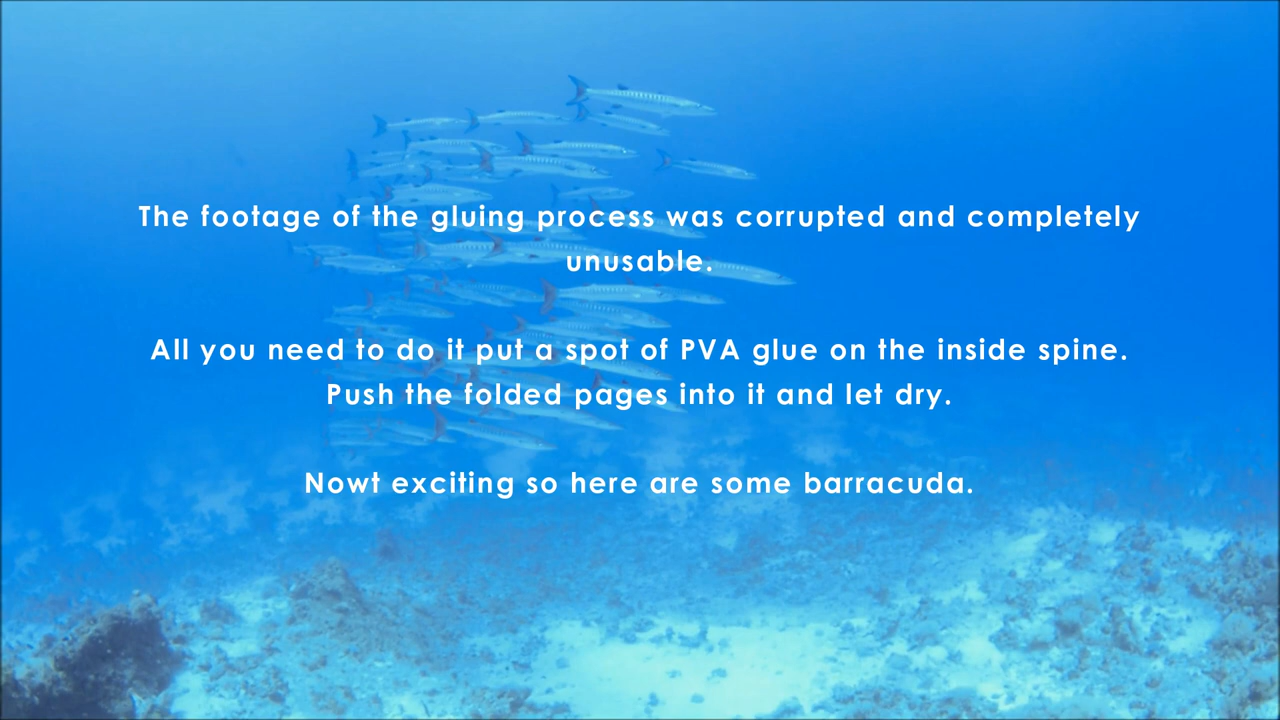 The footage of the gluing process was corrupted and completely
unusable.
All you need to do it put a spot of PVA glue on the inside spine.
Push the folded pages into it and let dry.
Nowt exciting so here are some barracuda.